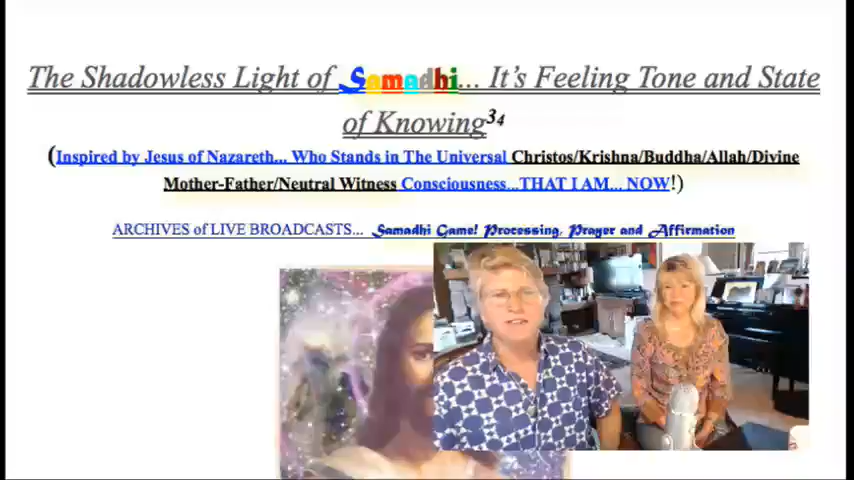 The Shadowless Light of Samadhi... It's Feeling Tone and State
of Knowing³4
(Inspired by Jesus of Nazareth... Who Stands in The Universal Christos/Krishna/Buddha/Allah/Divine
Mother-Father/Neutral Witness Consciousness...THAT I AM... NOW!)
ARCHIVES of LIVE BROADCASTS... Samadhi Game! Processing, Prayer and Affirmation